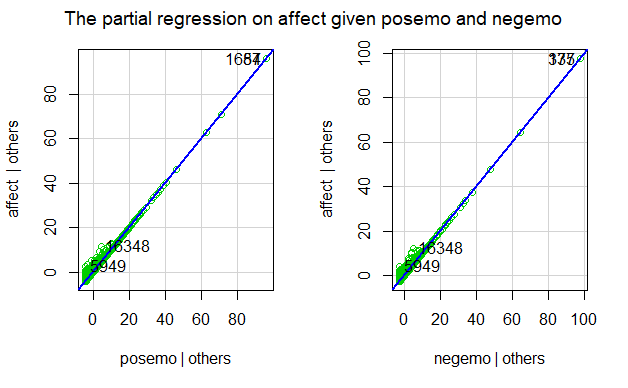 The partial regression on affect given posemo and negemo
affect | others
80
60
40
20
0
16348
5949
0 20 40 60 80
posemo | others
affect | others
100
80
60
40
20
0
16348
5949
0 20 40 60 80 100
negemo | others